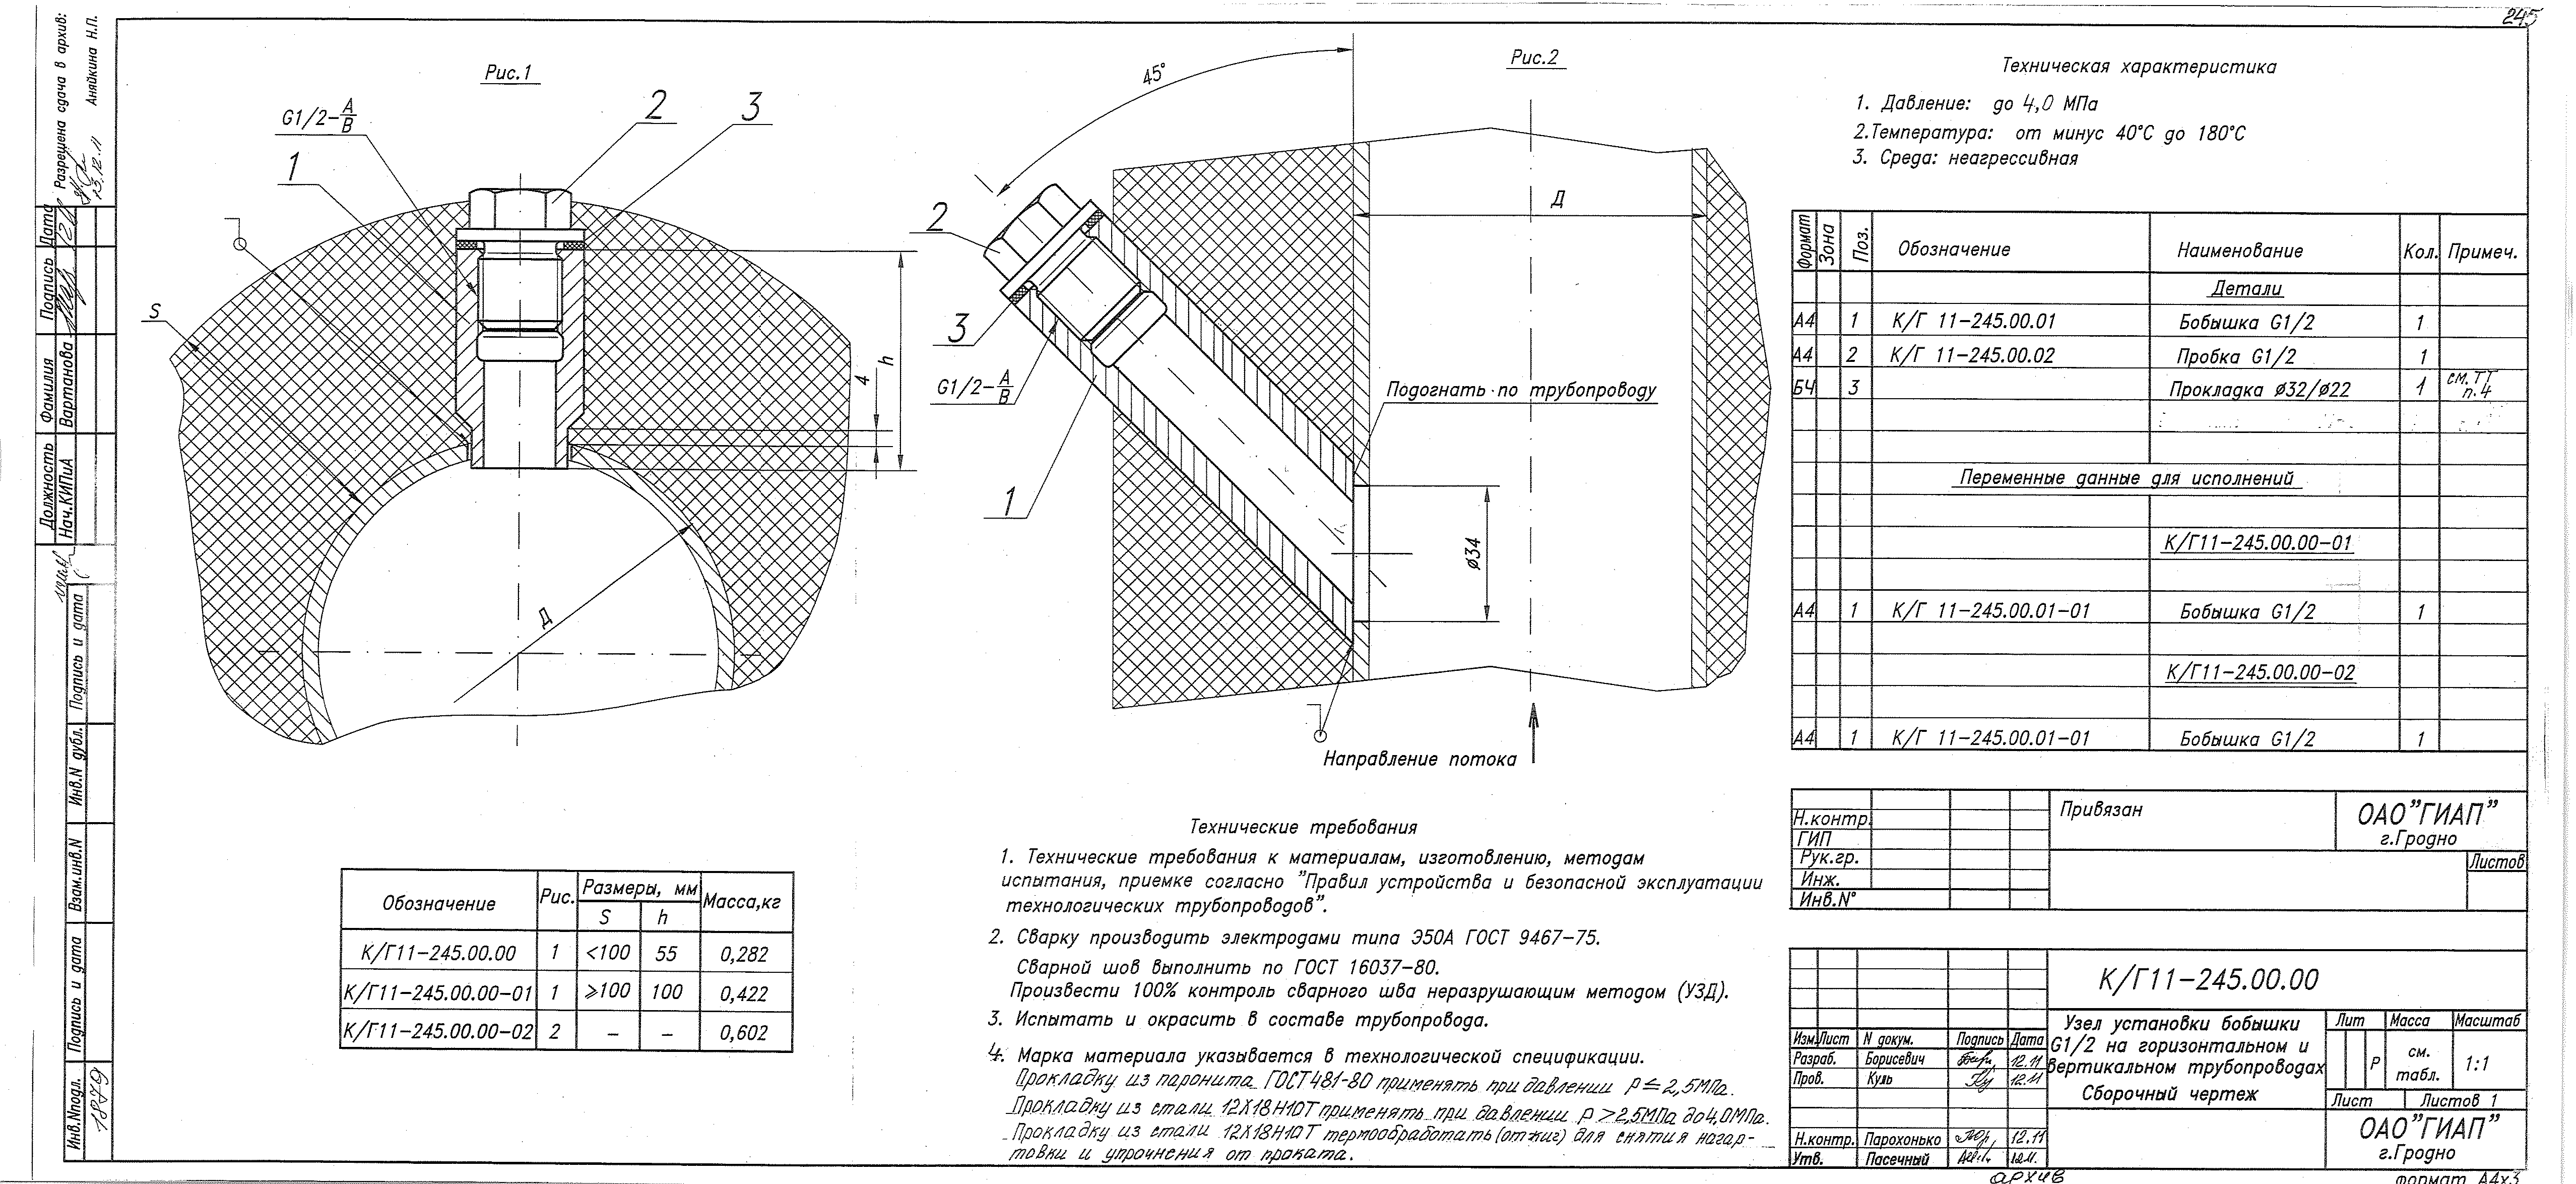 245
Разрешена сдача в архив:
Аняйкина Н.П.
13.12.11
Должность Фамилия Подпись Дата
Нач.КИПиА Вартанова
Подпись и дата
Инв.N дубл.
Взам.инв.N
Подпись и дата
Инв.Nподл.
1879
Рис.1
G1/2-A/B
1
2
3
S
4
h
Д
Рис.2
45°
2
3
G1/2-A/B
1
Д
Подогнать по трубопроводу
ø34
Направление потока
Техническая характеристика
1. Давление: до 4,0 МПа
2.Температура: от минус 40°С до 180°С
3. Среда: неагрессивная
Формат Зона Поз. Обозначение Наименование Кол. Примеч.
Детали
А4 1 К/Г 11-245.00.01 Бобышка G1/2 1
А4 2 К/Г 11-245.00.02 Пробка G1/2 1
БЧ 3 Прокладка ø32/ø22 1 см.ТТ п.4
Переменные данные для исполнений
К/Г11-245.00.00-01
А4 1 К/Г 11-245.00.01-01 Бобышка G1/2 1
К/Г11-245.00.00-02
А4 1 К/Г 11-245.00.01-01 Бобышка G1/2 1
Обозначение Рис. Размеры, мм Масса,кг
S h
К/Г11-245.00.00 1 <100 55 0,282
К/Г11-245.00.00-01 1 ⩾100 100 0,422
К/Г11-245.00.00-02 2 – – 0,602
Технические требования
1. Технические требования к материалам, изготовлению, методам
испытания, приемке согласно "Правил устройства и безопасной эксплуатации
технологических трубопроводов".
2. Сварку производить электродами типа Э50А ГОСТ 9467-75.
Сварной шов выполнить по ГОСТ 16037-80.
Произвести 100% контроль сварного шва неразрушающим методом (УЗД).
3. Испытать и окрасить в составе трубопровода.
4. Марка материала указывается в технологической спецификации.
Прокладку из паронита ГОСТ481-80 применять при давлении р ≤ 2,5МПа.
Прокладку из стали 12Х18Н10Т применять при давлении р >2,5МПа до4,0МПа.
Прокладку из стали 12Х18Н10Т термообработать(отжиг) для снятия нагар-
товки и упрочнения от проката.
Н.контр.
ГИП
Рук.гр.
Инж.
Инв.N°
Привязан
ОАО"ГИАП"
г.Гродно
Листов
К/Г11-245.00.00
Изм. Лист N докум. Подпись Дата
Разраб. Борисевич 12.11
Пров. Куль 12.11
Н.контр. Парохонько 12.11
Утв. Пасечный 12.11.
Узел установки бобышки
G1/2 на горизонтальном и
вертикальном трубопроводах
Сборочный чертеж
Лит Масса Масштаб
Р см. табл. 1:1
Лист Листов 1
ОАО"ГИАП"
г.Гродно
архив
формат А4х3